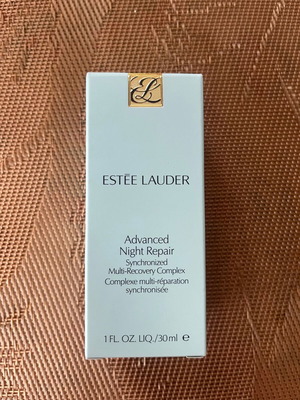 EL
ESTĒE LAUDER
Advanced
Night Repair
Synchronized
Multi-Recovery Complex
Complexe multi-réparation
synchronisée
1 FL. OZ. LIQ./30 ml ℮